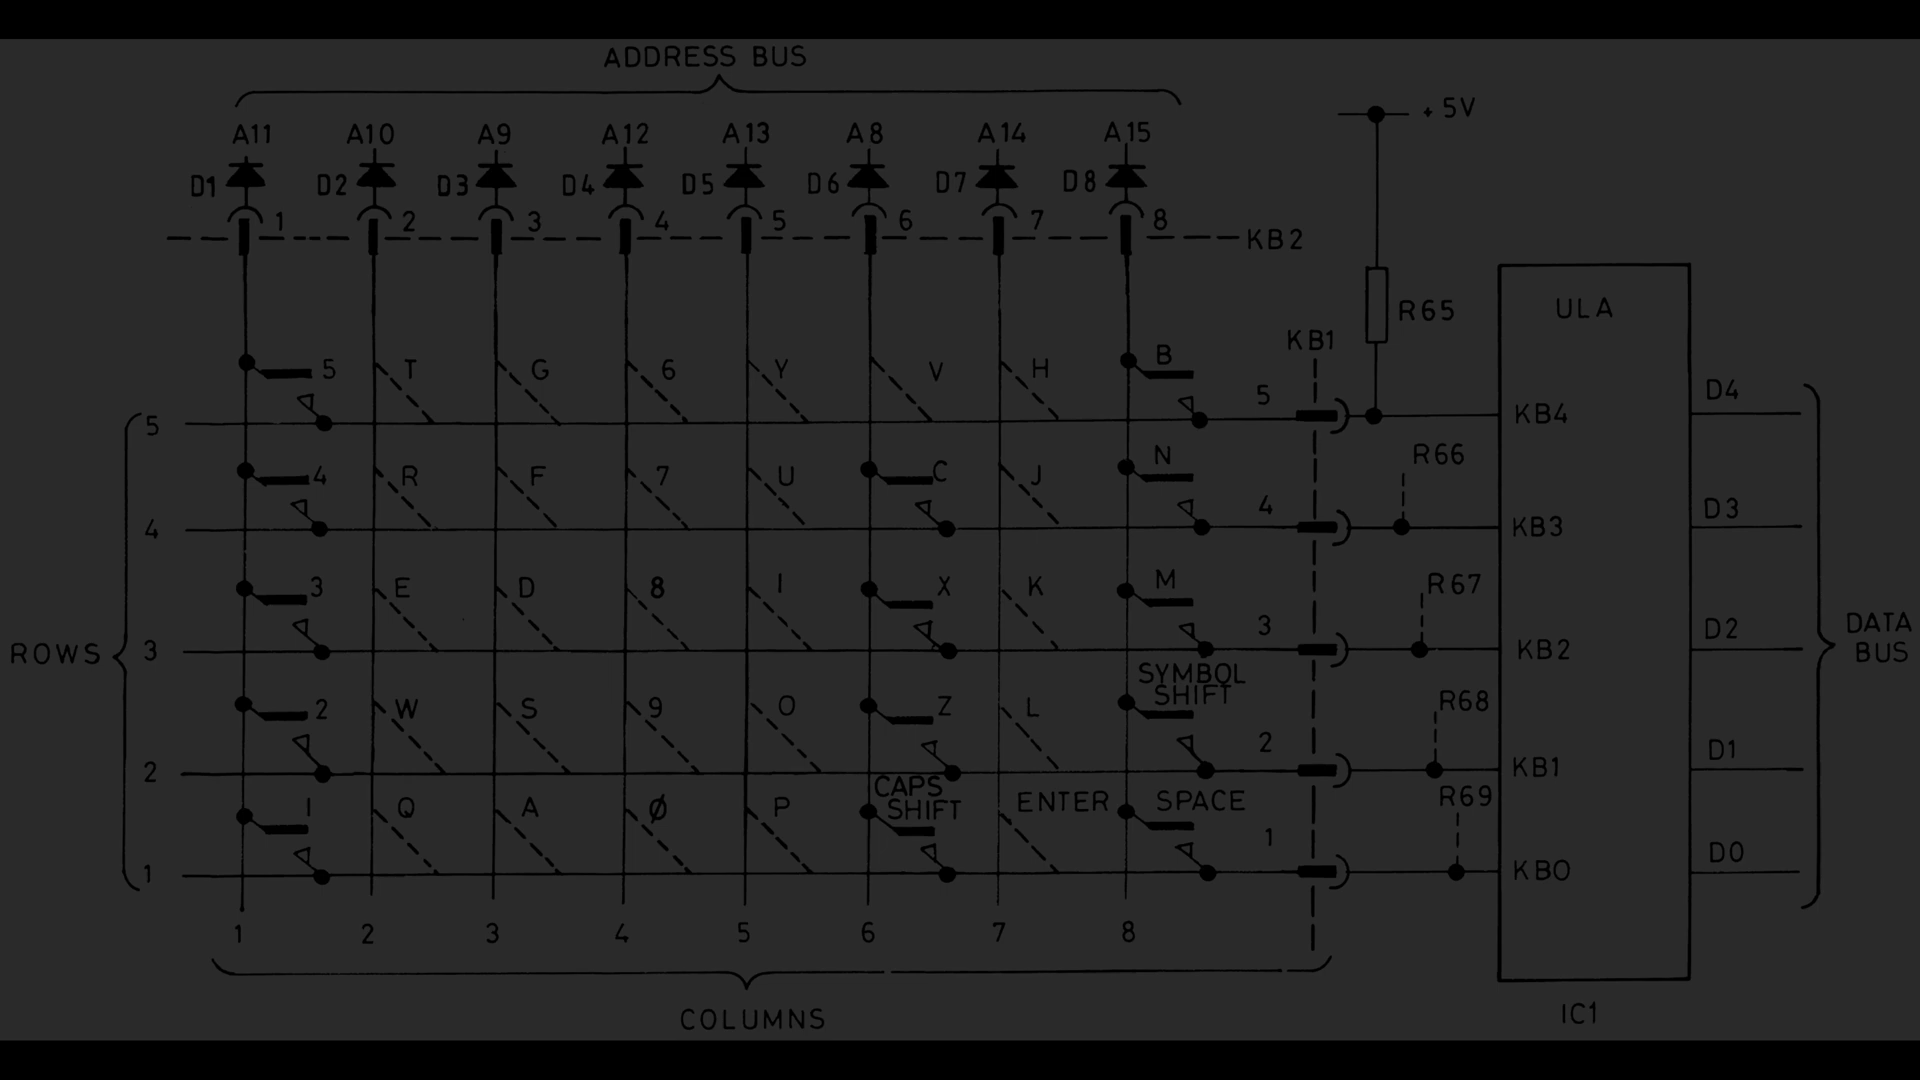 ADDRESS BUS
A11 A10 A9 A12 A13 A8 A14 A15
+5V
D1 D2 D3 D4 D5 D6 D7 D8
1 2 3 4 5 6 7 8
KB2
R65
ULA
KB1
5 T G 6 Y V H B
5 5 KB4 D4
4 R F 7 U C J N
R66
4 4 KB3 D3
3 E D 8 I X K M
R67
ROWS 3 3 KB2 D2
DATA
BUS
SYMBOL
SHIFT
2 W S 9 O Z L
R68
2 2 KB1 D1
CAPS
SHIFT
1 Q A Ø P ENTER SPACE
R69
1 1 KB0 D0
1 2 3 4 5 6 7 8
COLUMNS
IC1